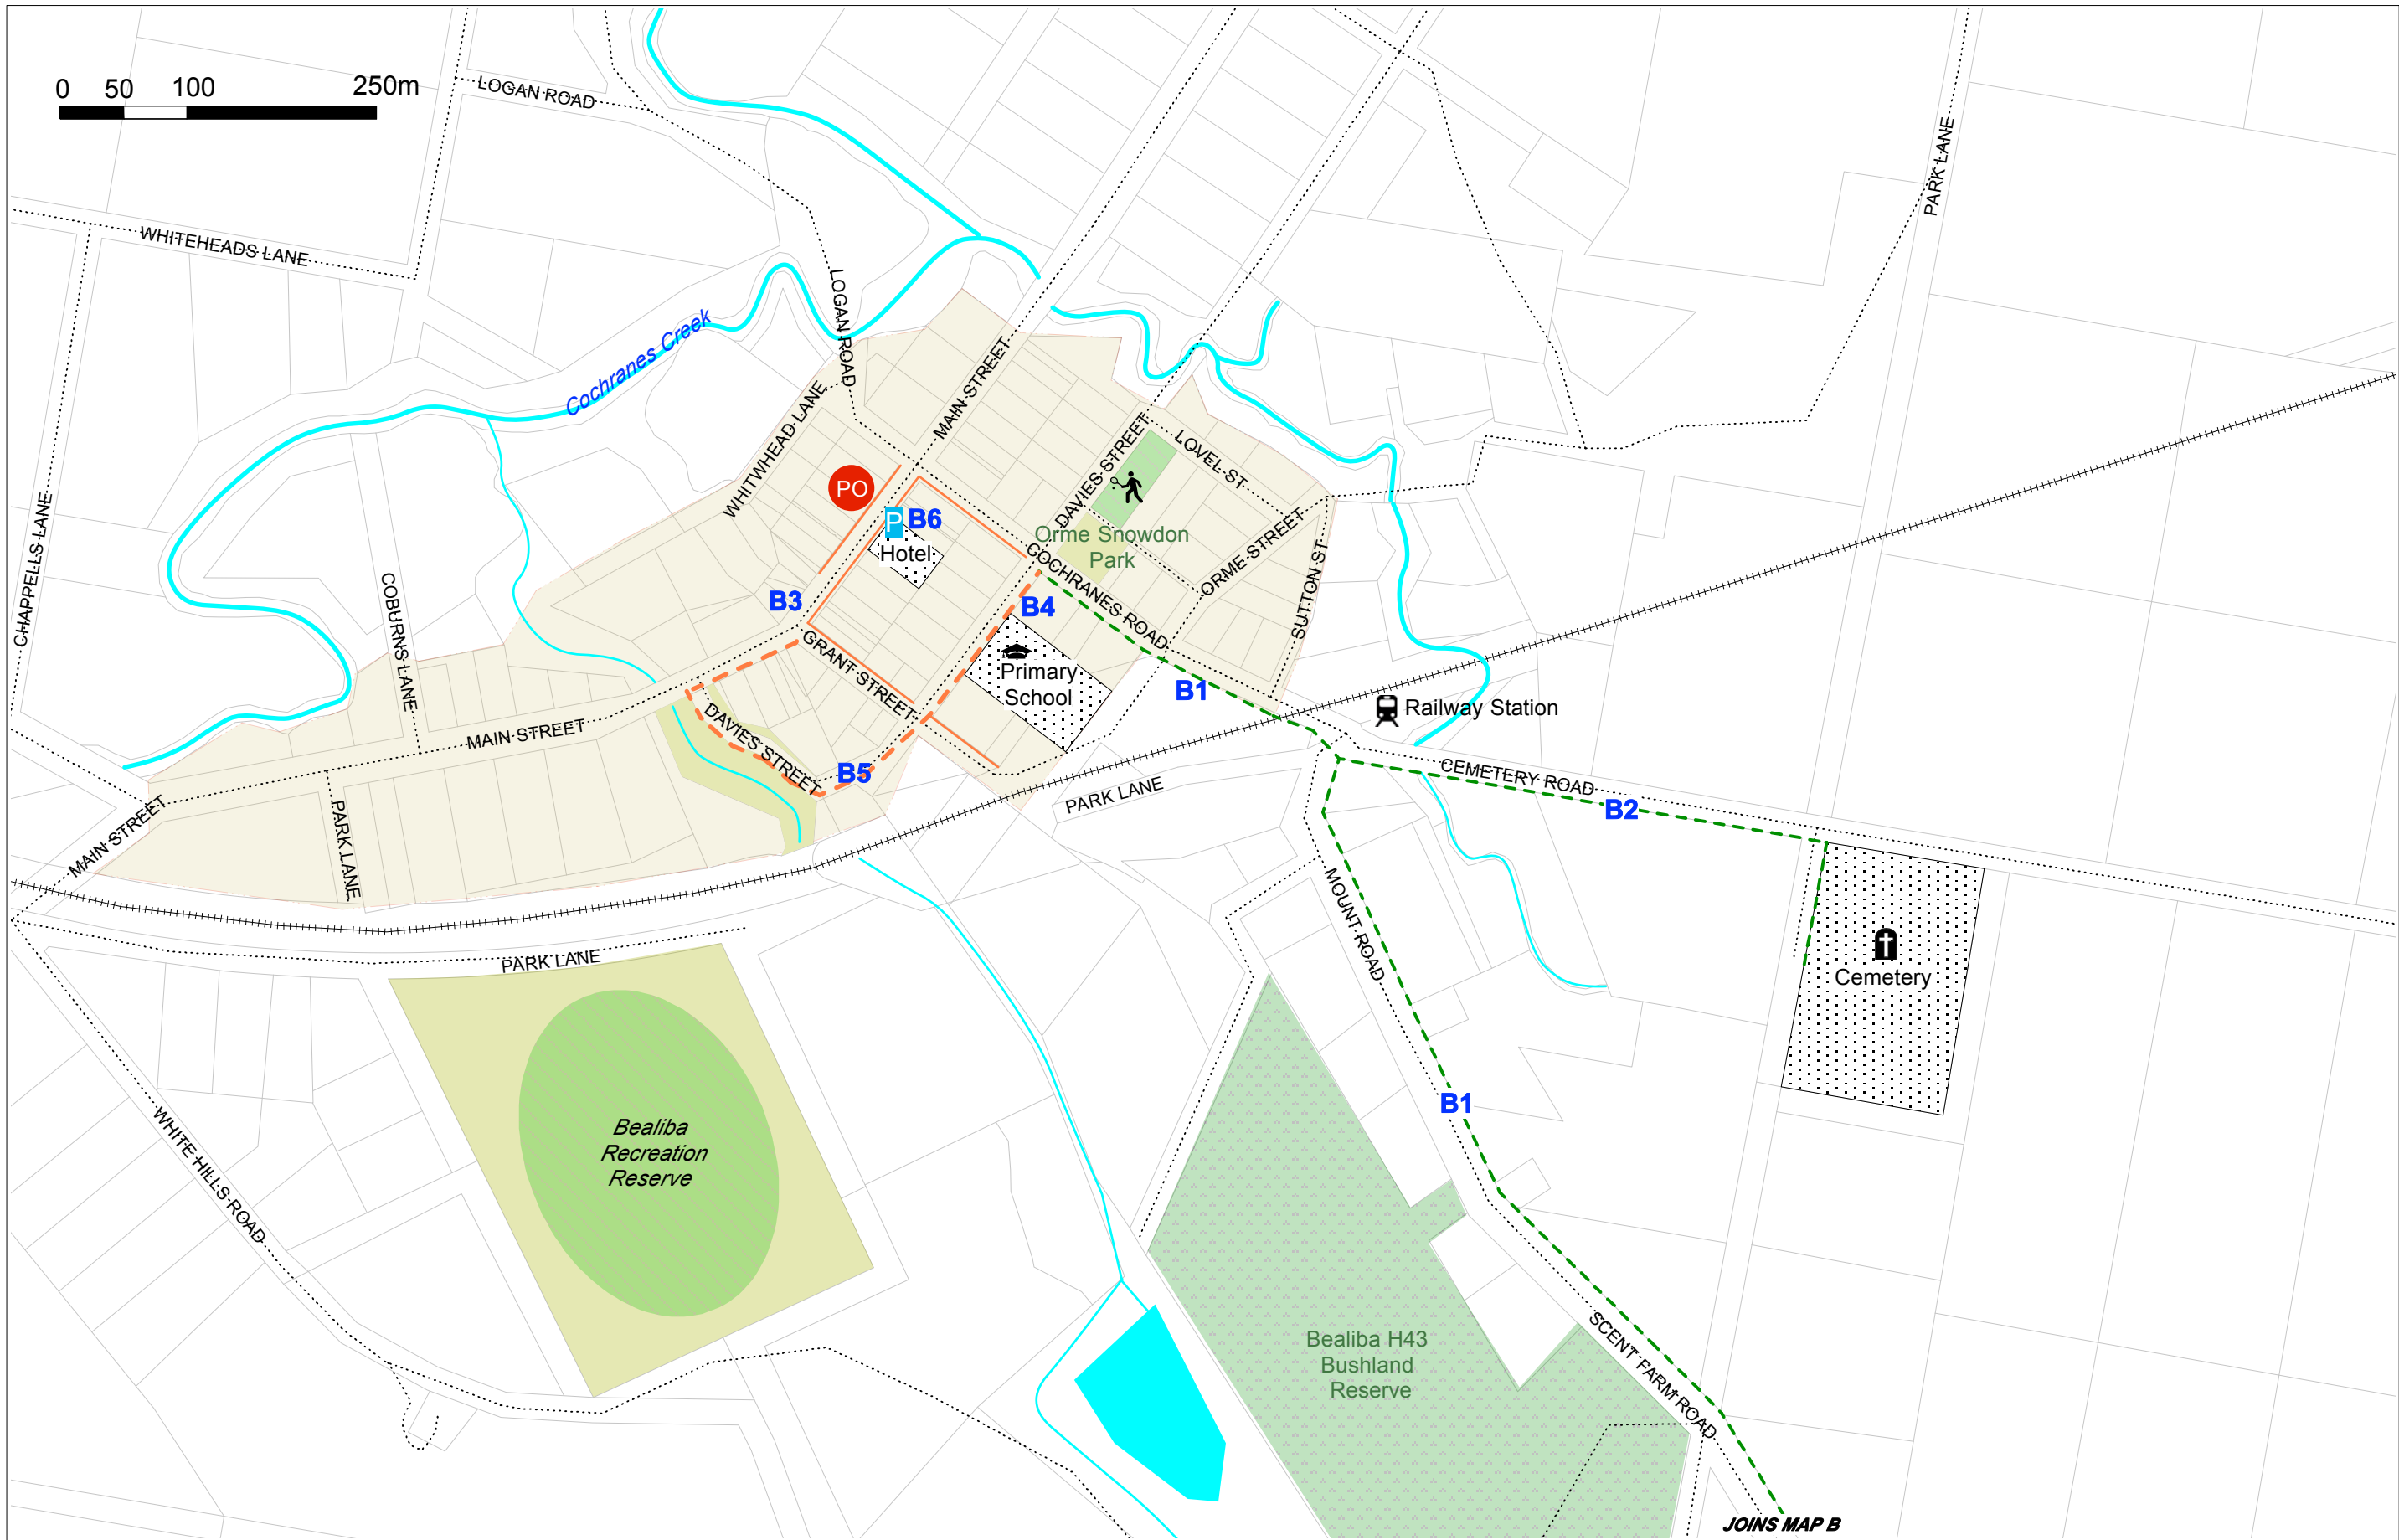 0 50 100 250m
LOGAN ROAD
PARK LANE
WHITEHEADS LANE
LOGAN ROAD
Cochranes Creek
MAIN STREET
WHITWHEAD LANE
DAVIES STREET
LOVEL ST
PO
P
B6
Hotel
Orme Snowdon
Park
ORME STREET
COCHRANES ROAD
SUTTON ST
CHAPPELLS LANE
COBURNS LANE
B3
B4
GRANT STREET
Primary
School
B1
Railway Station
DAVIES STREET
MAIN STREET
B5
PARK LANE
CEMETERY ROAD
B2
MAIN STREET
PARK LANE
MOUNT ROAD
Cemetery
PARK LANE
Bealiba
Recreation
Reserve
B1
WHITE HILLS ROAD
Bealiba H43
Bushland
Reserve
SCENT FARM ROAD
JOINS MAP B